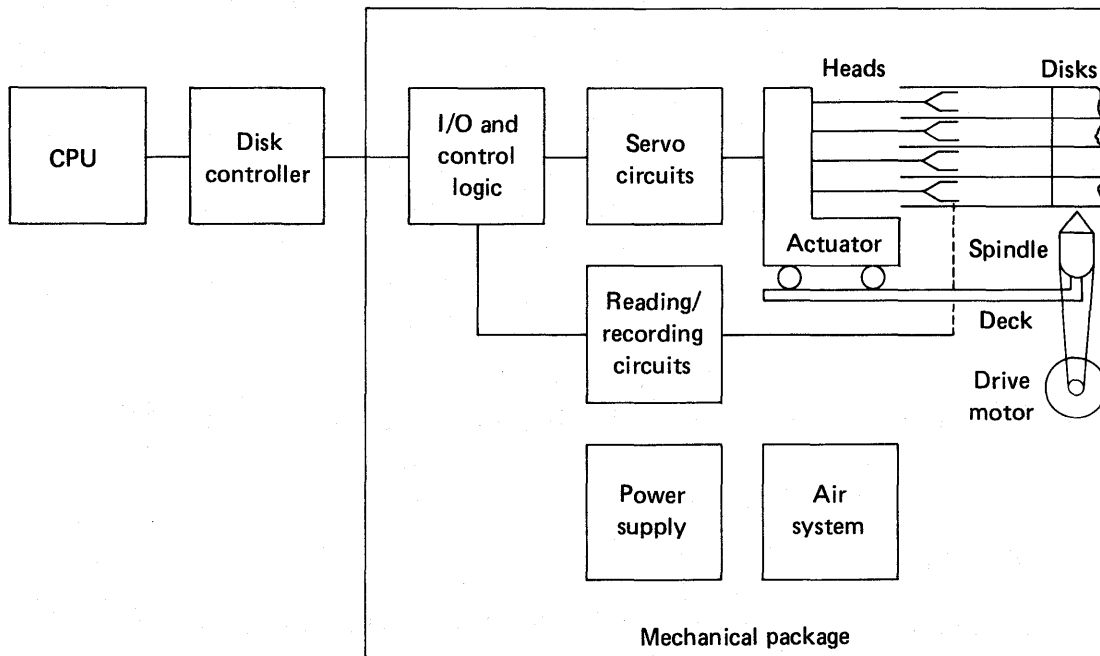 Heads
Disks
CPU
Disk
controller
I/O and
control
logic
Servo
circuits
Actuator
Spindle
Reading/
recording
circuits
Deck
Drive
motor
Power
supply
Air
system
Mechanical package